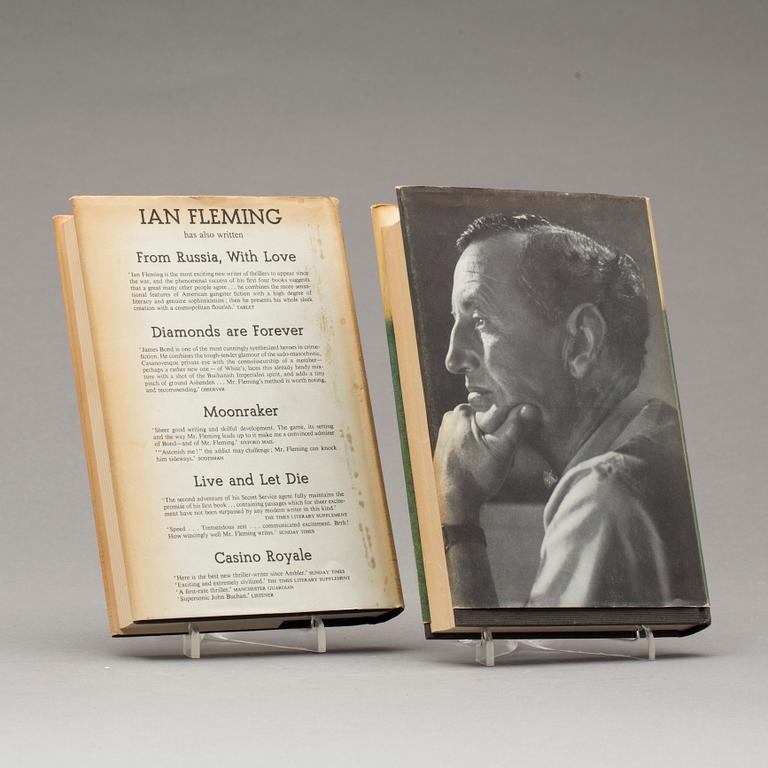 IAN FLEMING
has also written
From Russia, With Love
'Ian Fleming is the most exciting new writer of thrillers to appear since
the war, and the phenomenal success of his first four books suggests
that a great many other people agree . . . he combines the more sensa-
tional features of American gangster fiction with a high degree of
literacy and genuine sophistication; then he presents his whole sleek
creation with a cosmopolitan flourish.' TABLET
Diamonds are Forever
'James Bond is one of the most cunningly synthesized heroes in crime-
fiction. He combines the tough-tender glamour of the sado-masochistic,
Casanovesque private eye with the connoisseurship of a member—
perhaps a rather new one — of White's, laces this already heady mix-
ture with a shot of the Buchanish Imperialist spirit, and adds a tiny
pinch of ground Ashenden . . . Mr. Fleming's method is worth noting,
and recommending.' OBSERVER
Moonraker
'Sheer good writing and skilful development. The game, its setting
and the way Mr. Fleming leads up to it make me a convinced admirer
of Bond—and of Mr. Fleming.' OXFORD MAIL
'"Astonish me!" the addict may challenge; Mr. Fleming can knock
him sideways.' SCOTSMAN
Live and Let Die
'The second adventure of his Secret Service agent fully maintains the
promise of his first book . . . containing passages which for sheer excite-
ment have not been surpassed by any modern writer in this kind.'
THE TIMES LITERARY SUPPLEMENT
'Speed . . . Tremendous zest . . . communicated excitement. Brrh!
How wincingly well Mr. Fleming writes.' SUNDAY TIMES
Casino Royale
'Here is the best new thriller-writer since Ambler.' SUNDAY TIMES
'Exciting and extremely civilized.' THE TIMES LITERARY SUPPLEMENT
'A first-rate thriller.' MANCHESTER GUARDIAN
'Supersonic John Buchan.' LISTENER